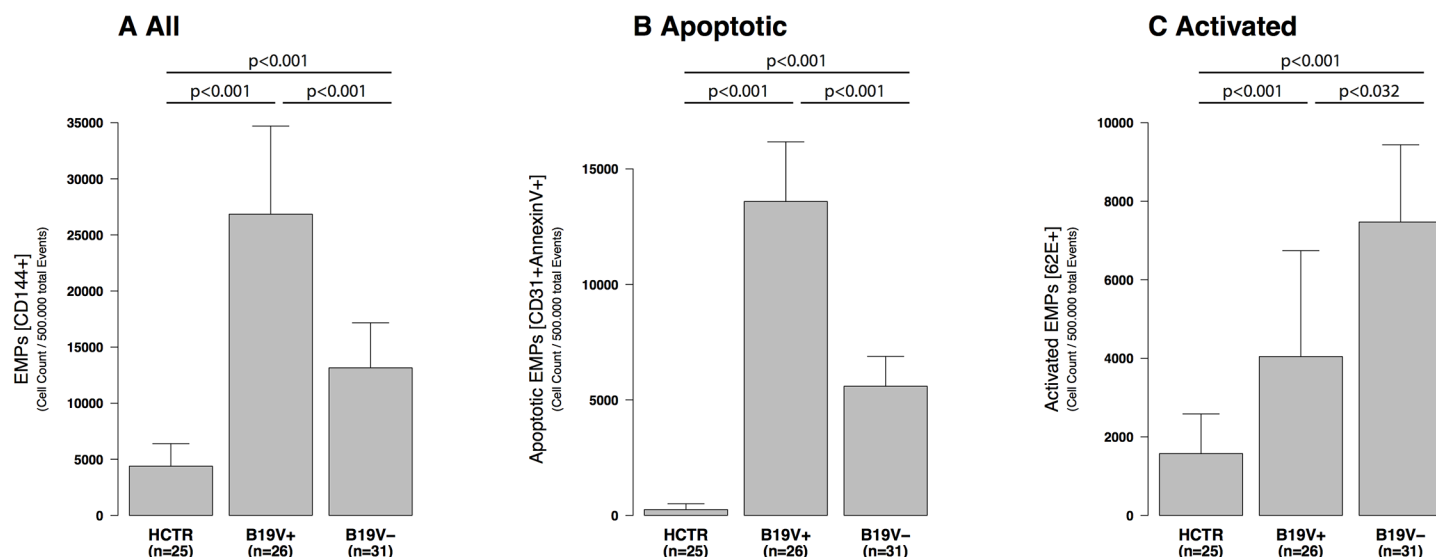 A All
p<0.001
p<0.001 p<0.001
EMPs [CD144+]
(Cell Count / 500.000 total Events)
35000
30000
25000
20000
15000
10000
5000
0
HCTR B19V+ B19V−
(n=25) (n=26) (n=31)
B Apoptotic
p<0.001
p<0.001 p<0.001
Apoptotic EMPs [CD31+AnnexinV+]
(Cell Count / 500.000 total Events)
15000
10000
5000
0
HCTR B19V+ B19V−
(n=25) (n=26) (n=31)
C Activated
p<0.001
p<0.001 p<0.032
Activated EMPs [62E+]
(Cell Count / 500.000 total Events)
10000
8000
6000
4000
2000
0
HCTR B19V+ B19V−
(n=25) (n=26) (n=31)